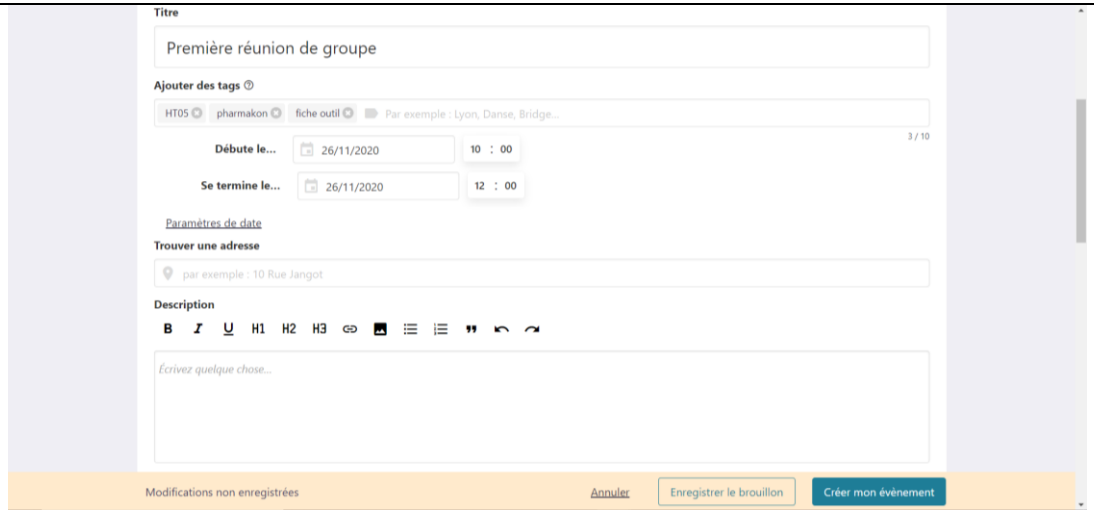 Titre
Première réunion de groupe
Ajouter des tags ?
HT05 pharmakon fiche outil Par exemple : Lyon, Danse, Bridge...
3 / 10
Débute le... 26/11/2020 10 : 00
Se termine le... 26/11/2020 12 : 00
Paramètres de date
Trouver une adresse
par exemple : 10 Rue Jangot
Description
B I U H1 H2 H3
Écrivez quelque chose...
Modifications non enregistrées Annuler Enregistrer le brouillon Créer mon évènement